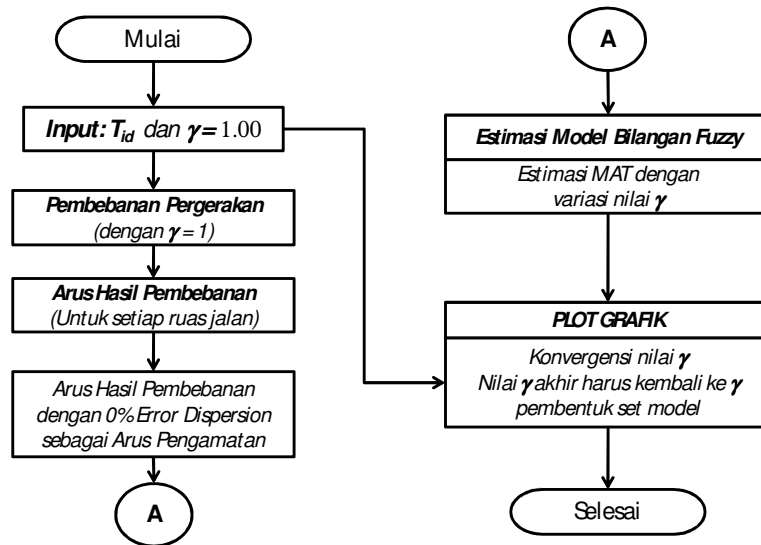 Mulai
Input: Tid dan γ = 1.00
Pembebanan Pergerakan
(dengan γ = 1)
Arus Hasil Pembebanan
(Untuk setiap ruas jalan)
Arus Hasil Pembebanan
dengan 0% Error Dispersion
sebagai Arus Pengamatan
A
A
Estimasi Model Bilangan Fuzzy
Estimasi MAT dengan
variasi nilai γ
PLOT GRAFIK
Konvergensi nilai γ
Nilai γ akhir harus kembali ke γ
pembentuk set model
Selesai